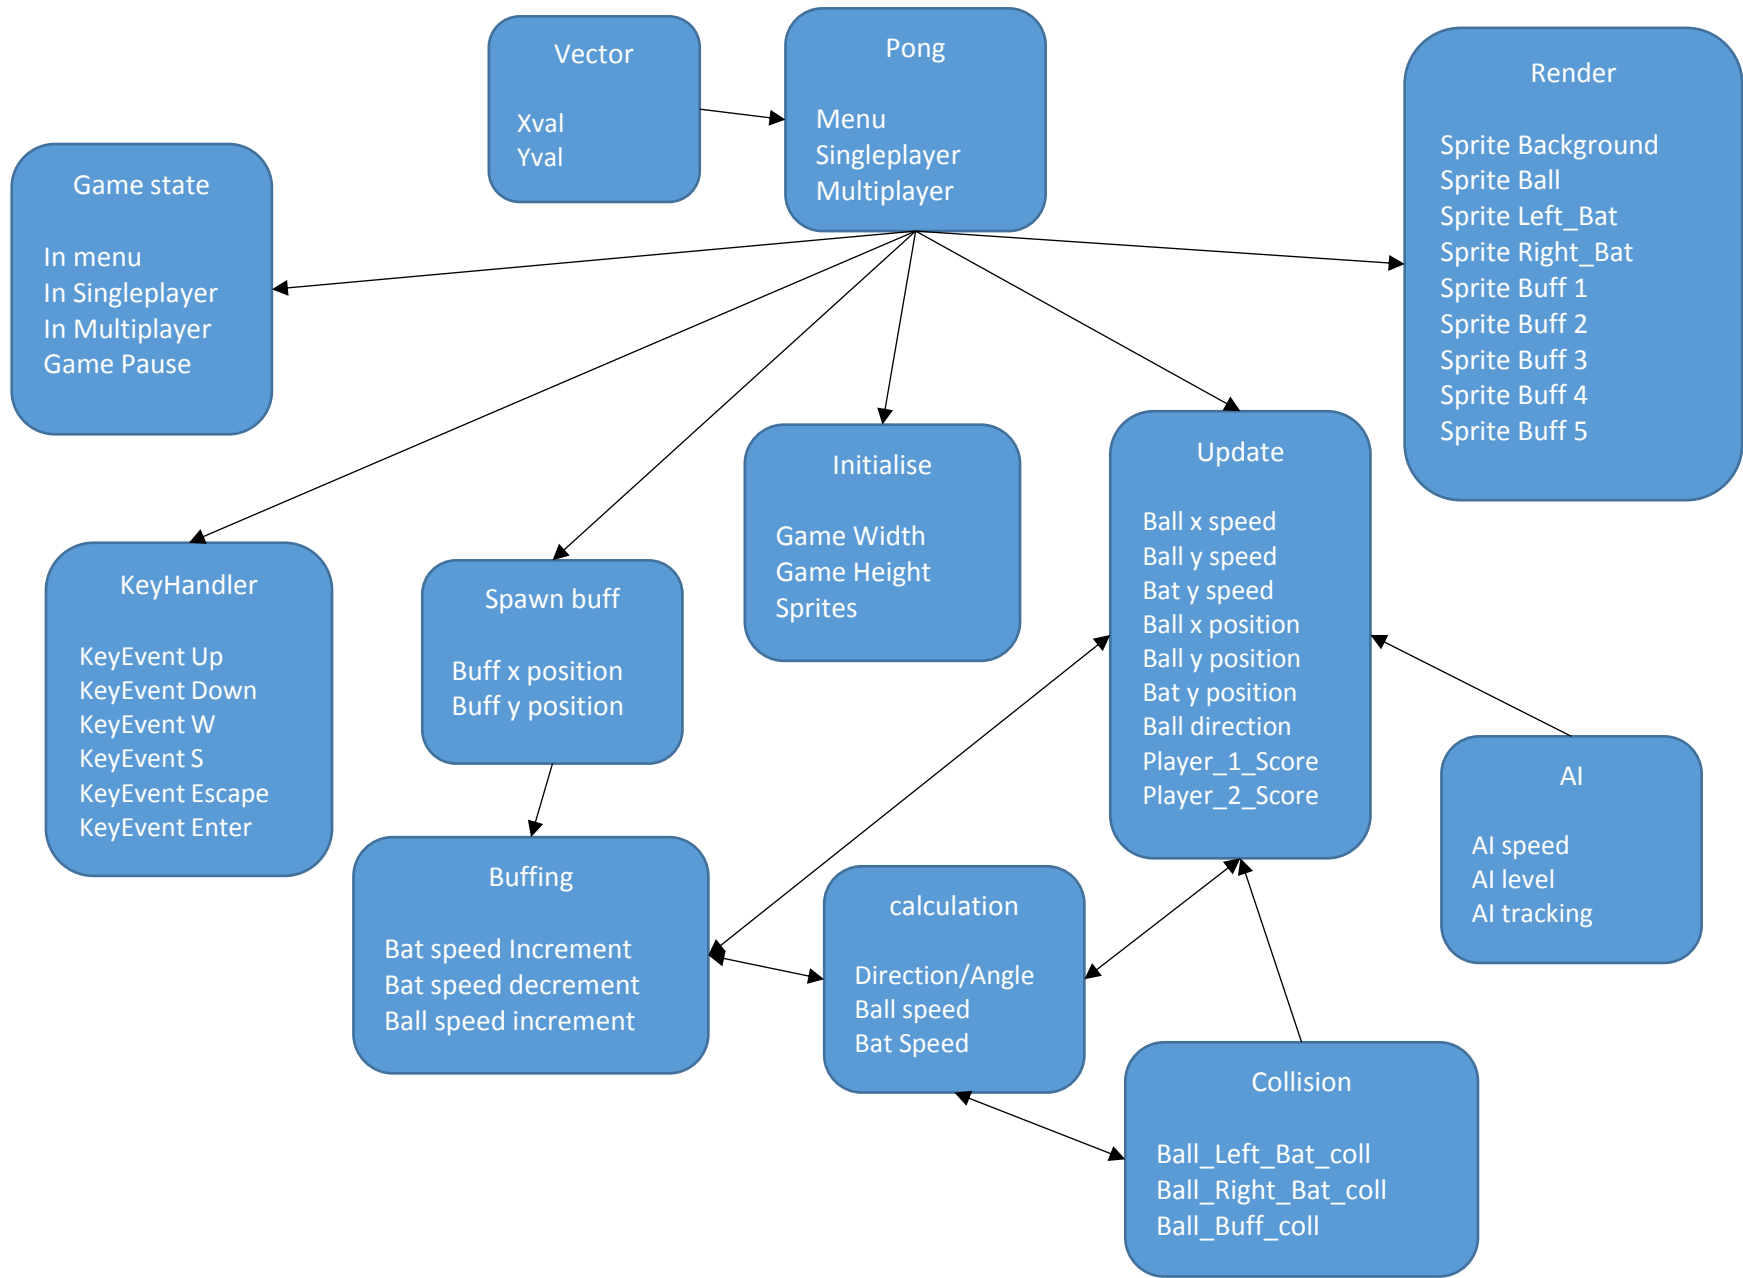 Vector
Xval
Yval
Pong
Menu
Singleplayer
Multiplayer
Render
Sprite Background
Sprite Ball
Sprite Left_Bat
Sprite Right_Bat
Sprite Buff 1
Sprite Buff 2
Sprite Buff 3
Sprite Buff 4
Sprite Buff 5
Game state
In menu
In Singleplayer
In Multiplayer
Game Pause
KeyHandler
KeyEvent Up
KeyEvent Down
KeyEvent W
KeyEvent S
KeyEvent Escape
KeyEvent Enter
Spawn buff
Buff x position
Buff y position
Initialise
Game Width
Game Height
Sprites
Update
Ball x speed
Ball y speed
Bat y speed
Ball x position
Ball y position
Bat y position
Ball direction
Player_1_Score
Player_2_Score
AI
AI speed
AI level
AI tracking
Buffing
Bat speed Increment
Bat speed decrement
Ball speed increment
calculation
Direction/Angle
Ball speed
Bat Speed
Collision
Ball_Left_Bat_coll
Ball_Right_Bat_coll
Ball_Buff_coll